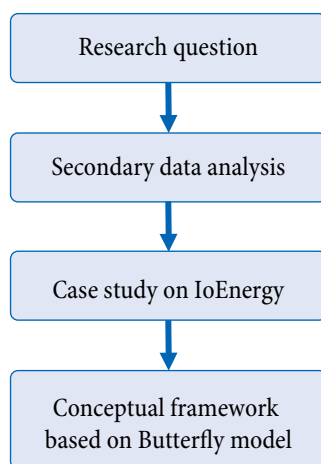 Research question
Secondary data analysis
Case study on IoEnergy
Conceptual framework
based on Butterfly model